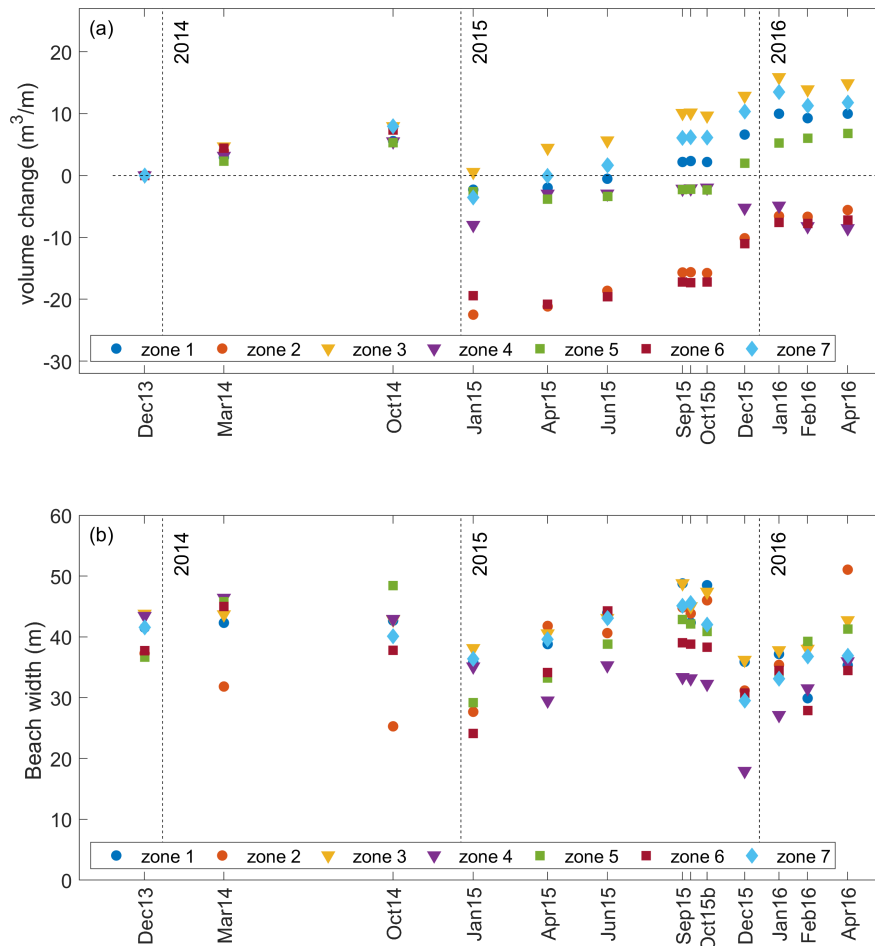 (a)
2014
2015
2016
20
10
0
-10
-20
-30
volume change (m³/m)
zone 1 zone 2 zone 3 zone 4 zone 5 zone 6 zone 7
Dec13 Mar14 Oct14 Jan15 Apr15 Jun15 Sep15 Oct15b Dec15 Jan16 Feb16 Apr16
(b)
2014
2015
2016
60
50
40
30
20
10
0
Beach width (m)
zone 1 zone 2 zone 3 zone 4 zone 5 zone 6 zone 7
Dec13 Mar14 Oct14 Jan15 Apr15 Jun15 Sep15 Oct15b Dec15 Jan16 Feb16 Apr16